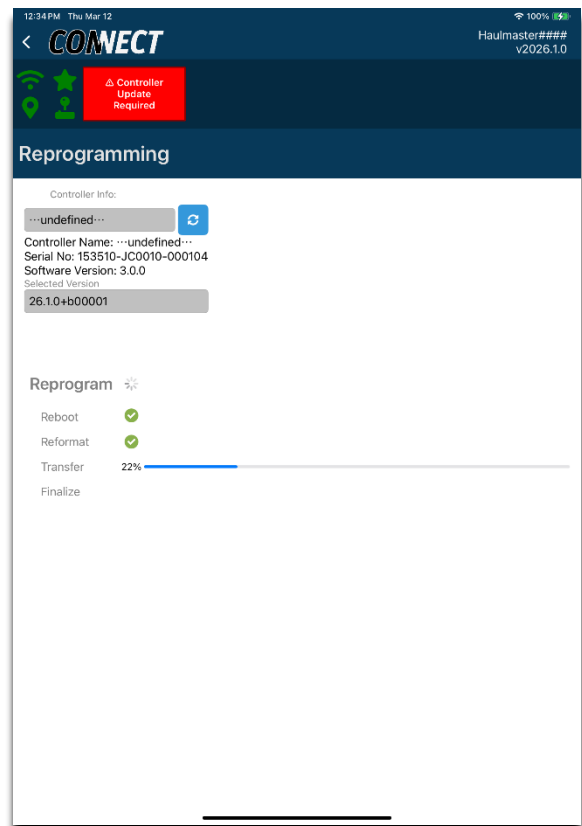 12:34 PM Thu Mar 12
100%
CONNECT
Haulmaster####
v2026.1.0
⚠ Controller
Update
Required
Reprogramming
Controller Info:
···undefined···
Controller Name: ···undefined···
Serial No: 153510-JC0010-000104
Software Version: 3.0.0
Selected Version
26.1.0+b00001
Reprogram
Reboot
Reformat
Transfer 22%
Finalize